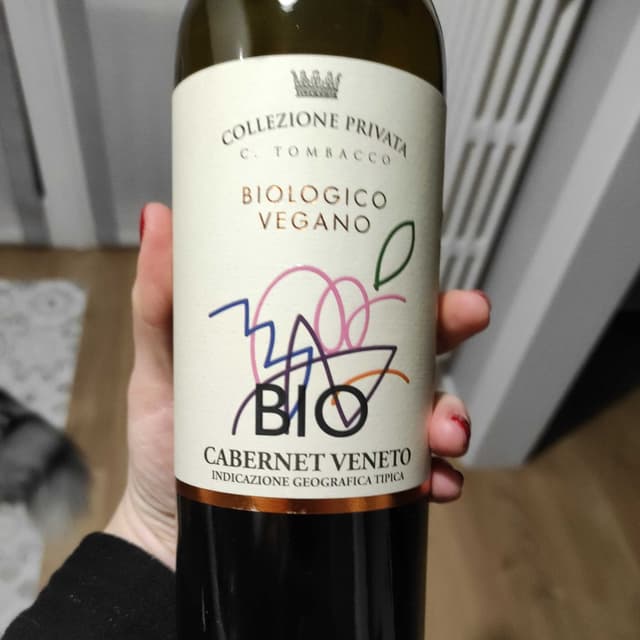 COLLEZIONE PRIVATA
C. TOMBACCO
BIOLOGICO
VEGANO
BIO
CABERNET VENETO
INDICAZIONE GEOGRAFICA TIPICA